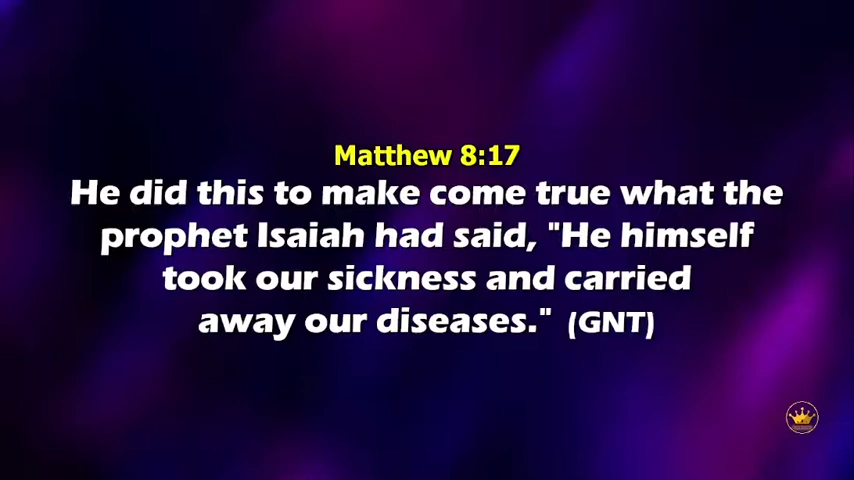 Matthew 8:17
He did this to make come true what the
prophet Isaiah had said, "He himself
took our sickness and carried
away our diseases." (GNT)